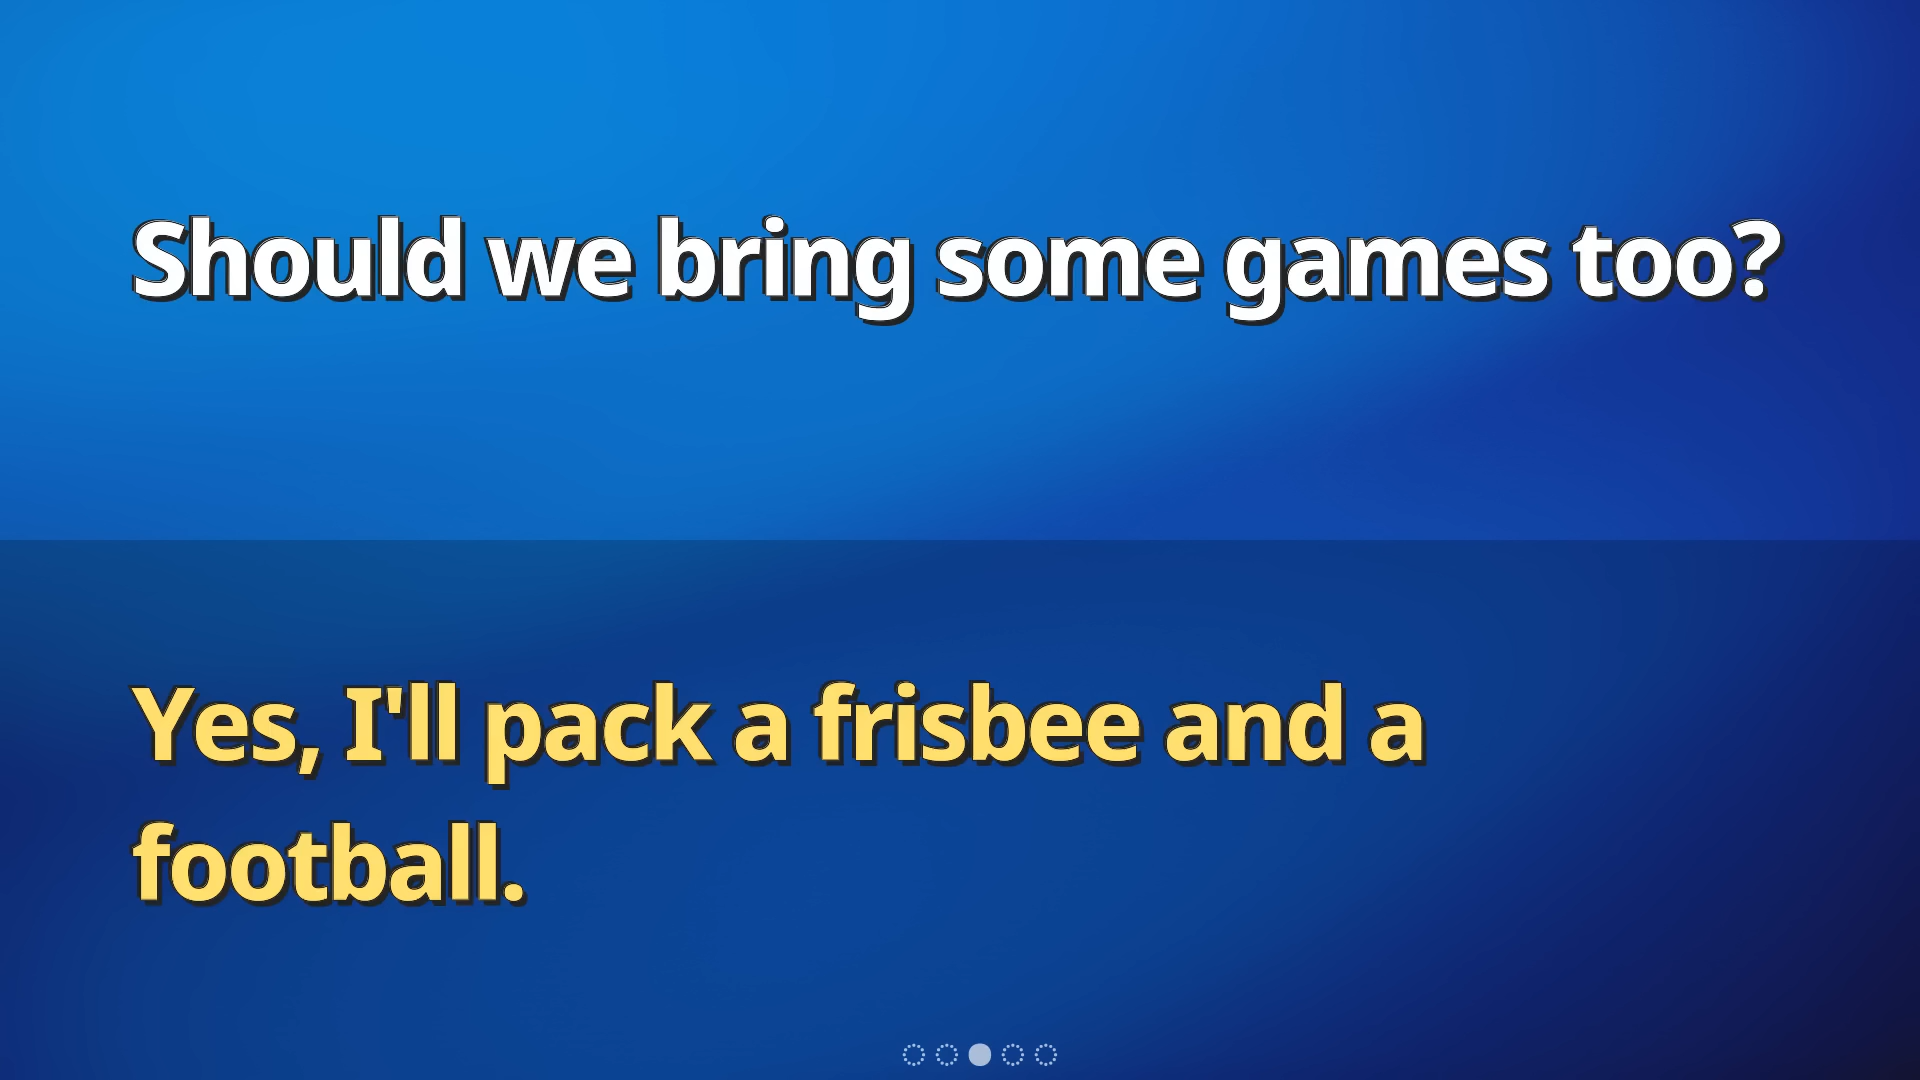 Should we bring some games too?
Yes, I'll pack a frisbee and a
football.